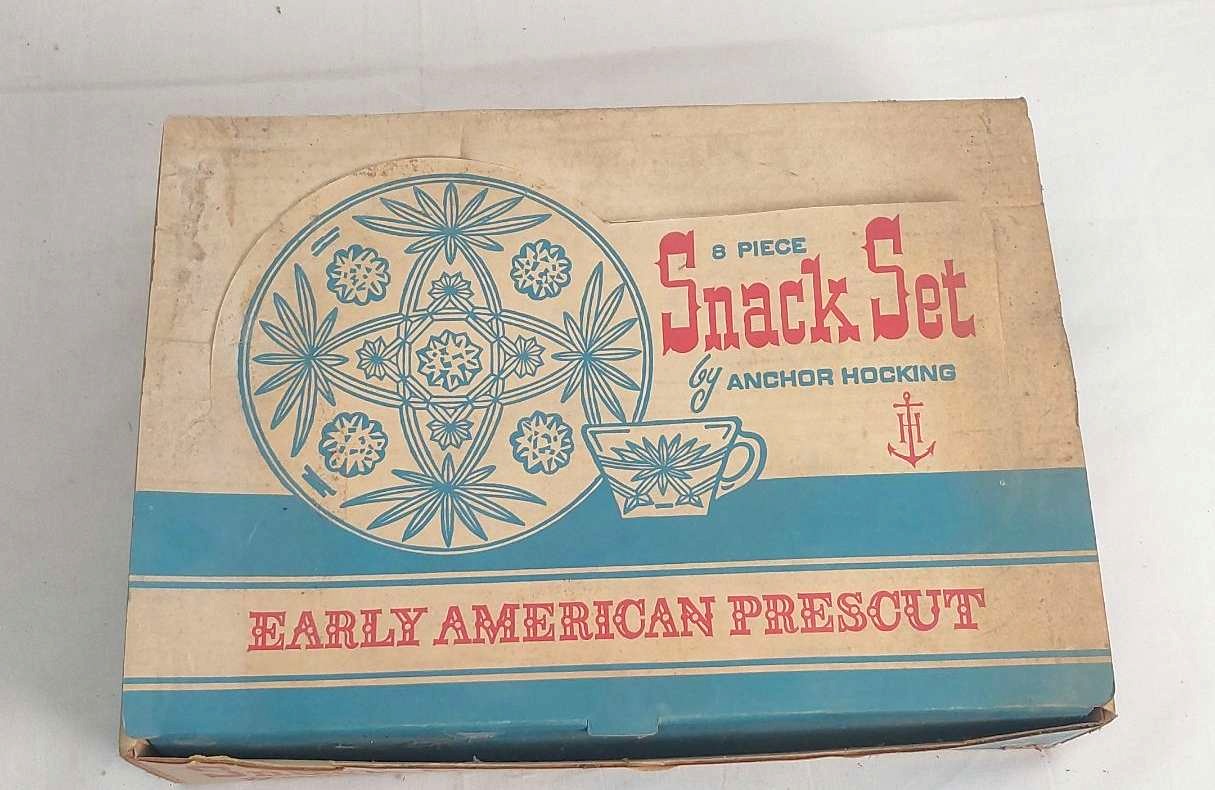 8 PIECE
Snack Set
by ANCHOR HOCKING
H
EARLY AMERICAN PRESCUT